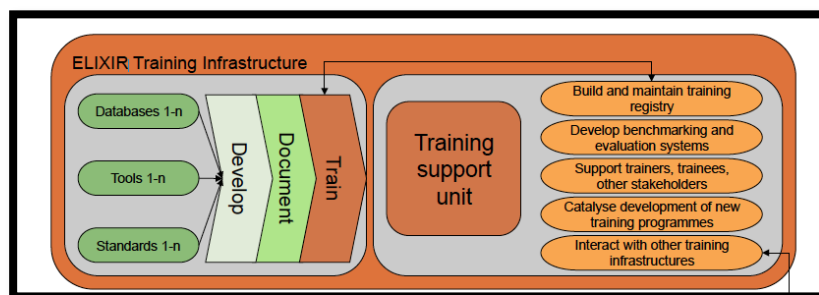 ELIXIR Training Infrastructure
Databases 1-n
Tools 1-n
Standards 1-n
Develop
Document
Train
Training
support
unit
Build and maintain training
registry
Develop benchmarking and
evaluation systems
Support trainers, trainees,
other stakeholders
Catalyse development of new
training programmes
Interact with other training
infrastructures